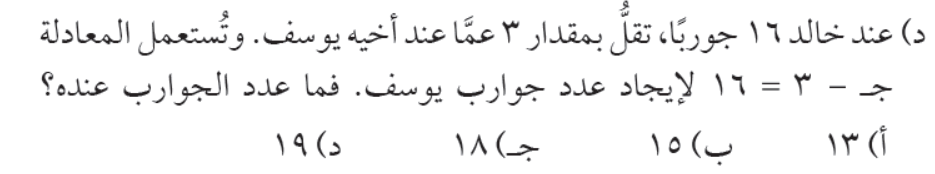 د) عند خالد ١٦ جوربًا، تقلُّ بمقدار ٣ عمَّا عند أخيه يوسف. وتُستعمل المعادلة
جـ − ٣ = ١٦ لإيجاد عدد جوارب يوسف. فما عدد الجوارب عنده؟
أ) ١٣ ب) ١٥ جـ) ١٨ د) ١٩